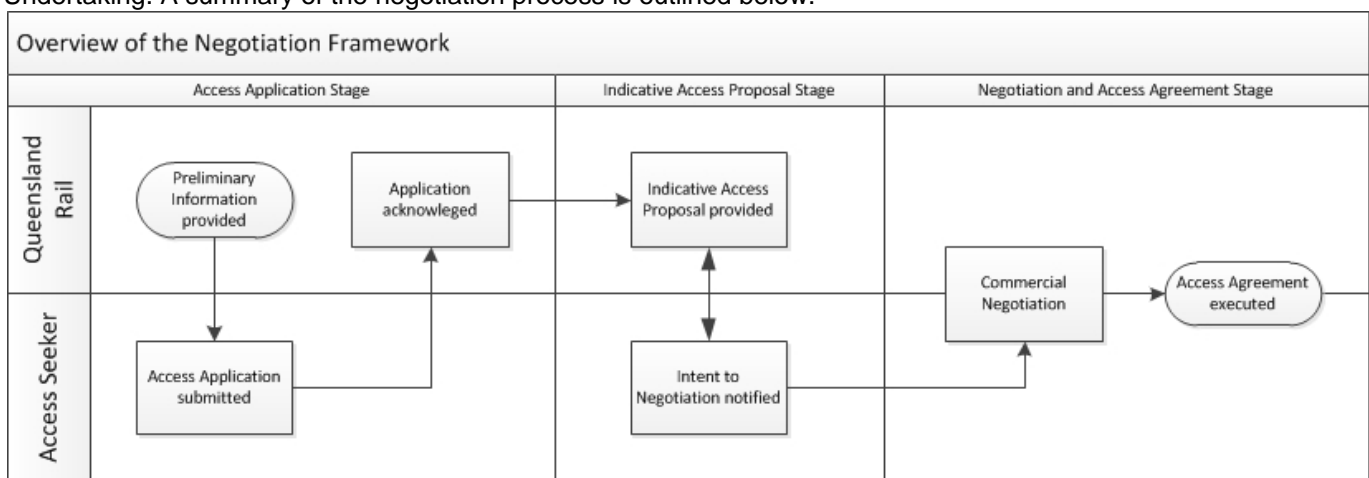 Undertaking. A summary of the negotiation process is outlined below.
Overview of the Negotiation Framework
Access Application Stage
Indicative Access Proposal Stage
Negotiation and Access Agreement Stage
Queensland
Rail
Preliminary
Information
provided
Application
acknowleged
Indicative Access
Proposal provided
Commercial
Negotiation
Access Agreement
executed
Access Seeker
Access Application
submitted
Intent to
Negotiation notified